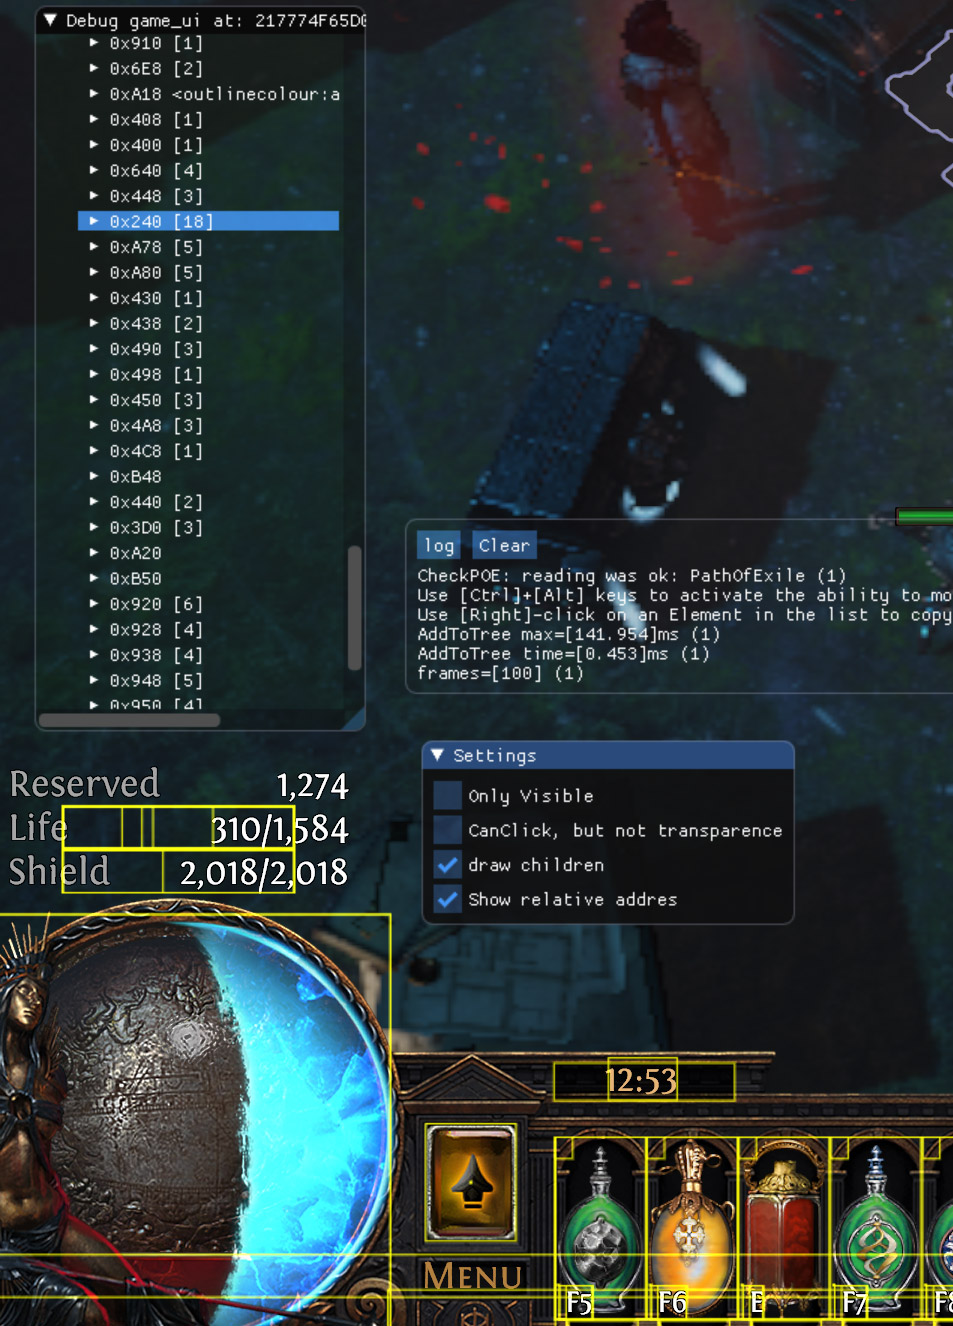 ▼ Debug game_ui at: 217774F65D0
0x910 [1]
0x6E8 [2]
0xA18 <outlinecolour:a
0x408 [1]
0x400 [1]
0x640 [4]
0x448 [3]
0x240 [18]
0xA78 [5]
0xA80 [5]
0x430 [1]
0x438 [2]
0x490 [3]
0x498 [1]
0x450 [3]
0x4A8 [3]
0x4C8 [1]
0xB48
0x440 [2]
0x3D0 [3]
0xA20
0xB50
0x920 [6]
0x928 [4]
0x938 [4]
0x948 [5]
0x950 [4]
log Clear
CheckPOE: reading was ok: PathOfExile (1)
Use [Ctrl]+[Alt] keys to activate the ability to mo
Use [Right]-click on an Element in the list to copy
AddToTree max=[141.954]ms (1)
AddToTree time=[0.453]ms (1)
frames=[100] (1)
▼ Settings
Only Visible
CanClick, but not transparence
draw children
Show relative addres
Reserved 1,274
Life 310/1,584
Shield 2,018/2,018
12:53
MENU
F5 F6 E F7 F8